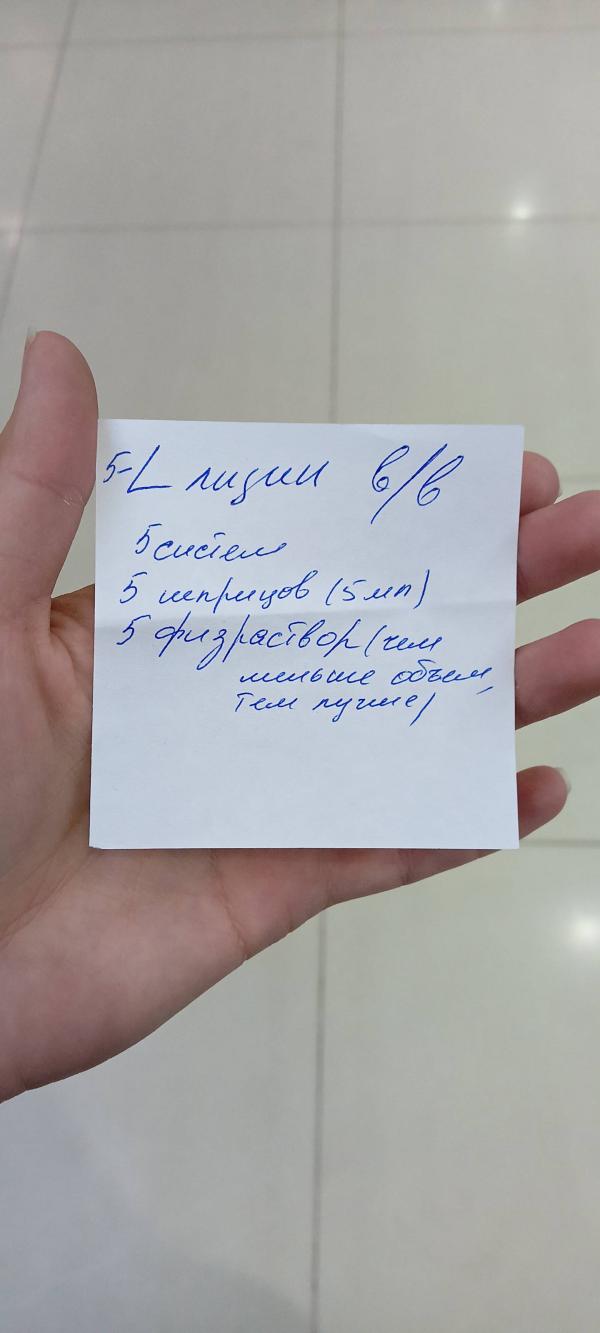 5-L лизин в/в
5 систем
5 шприцов (5 мл)
5 физраствор (чем
меньше объем,
тем лучше)